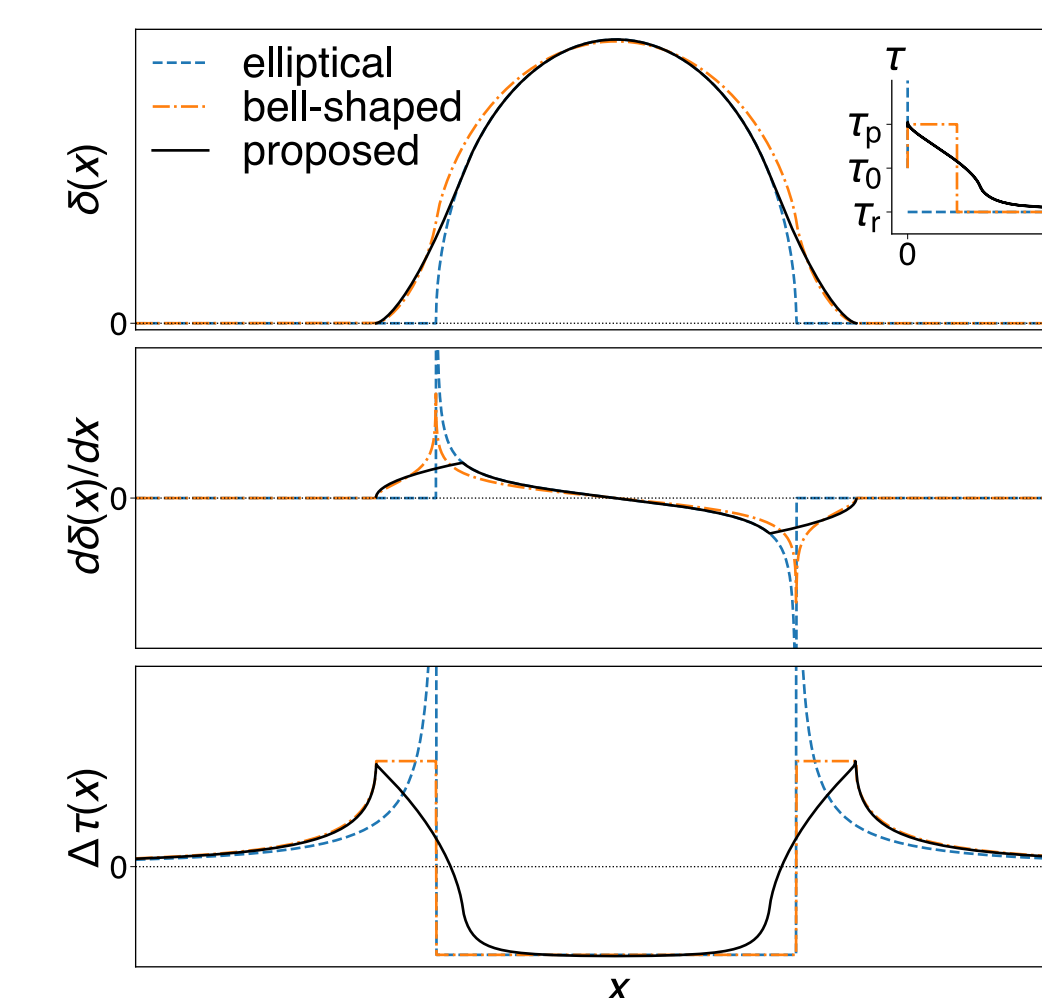 elliptical
bell-shaped
proposed
δ(x)
0
τ
τp
τ0
τr
0
dδ(x)/dx
0
Δτ(x)
0
x